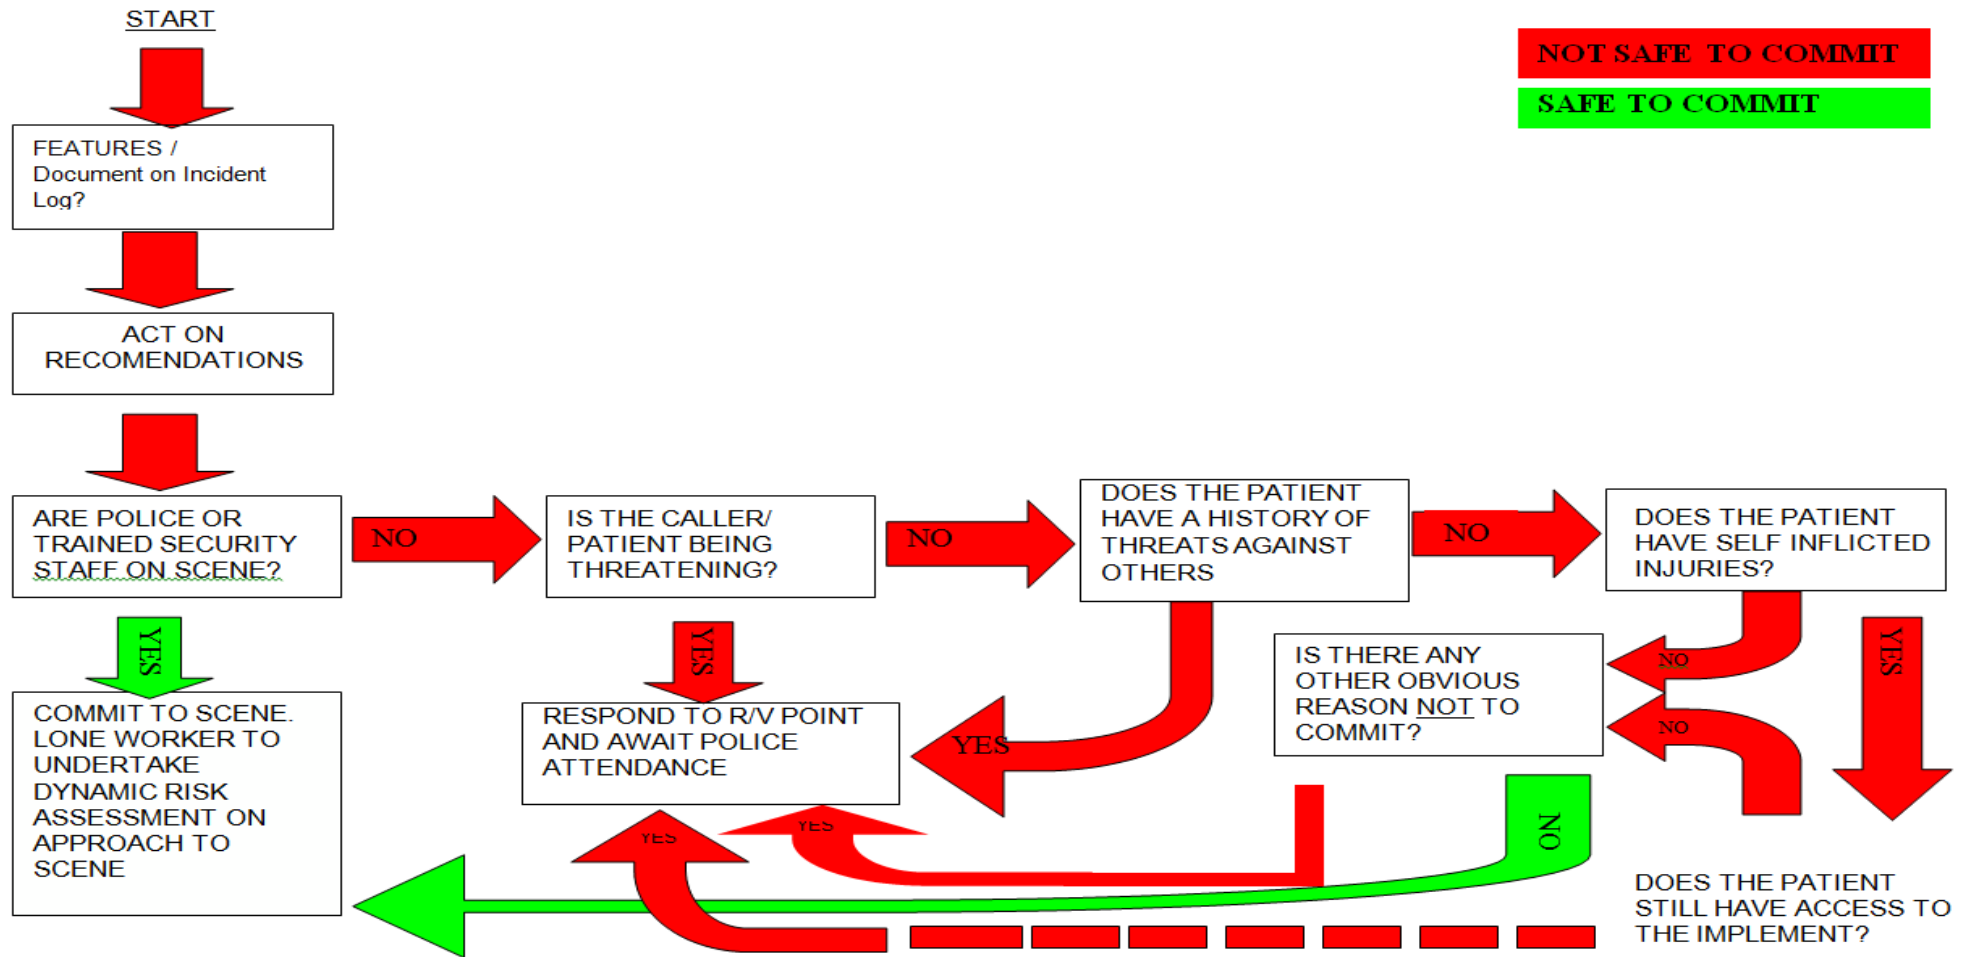 START
NOT SAFE TO COMMIT
SAFE TO COMMIT
FEATURES /
Document on Incident
Log?
ACT ON
RECOMENDATIONS
ARE POLICE OR
TRAINED SECURITY
STAFF ON SCENE?
NO
IS THE CALLER/
PATIENT BEING
THREATENING?
NO
DOES THE PATIENT
HAVE A HISTORY OF
THREATS AGAINST
OTHERS
NO
DOES THE PATIENT
HAVE SELF INFLICTED
INJURIES?
YES
YES
YES
NO
YES
IS THERE ANY
OTHER OBVIOUS
REASON NOT TO
COMMIT?
NO
COMMIT TO SCENE.
LONE WORKER TO
UNDERTAKE
DYNAMIC RISK
ASSESSMENT ON
APPROACH TO
SCENE
RESPOND TO R/V POINT
AND AWAIT POLICE
ATTENDANCE
YES
YES
NO
DOES THE PATIENT
STILL HAVE ACCESS TO
THE IMPLEMENT?